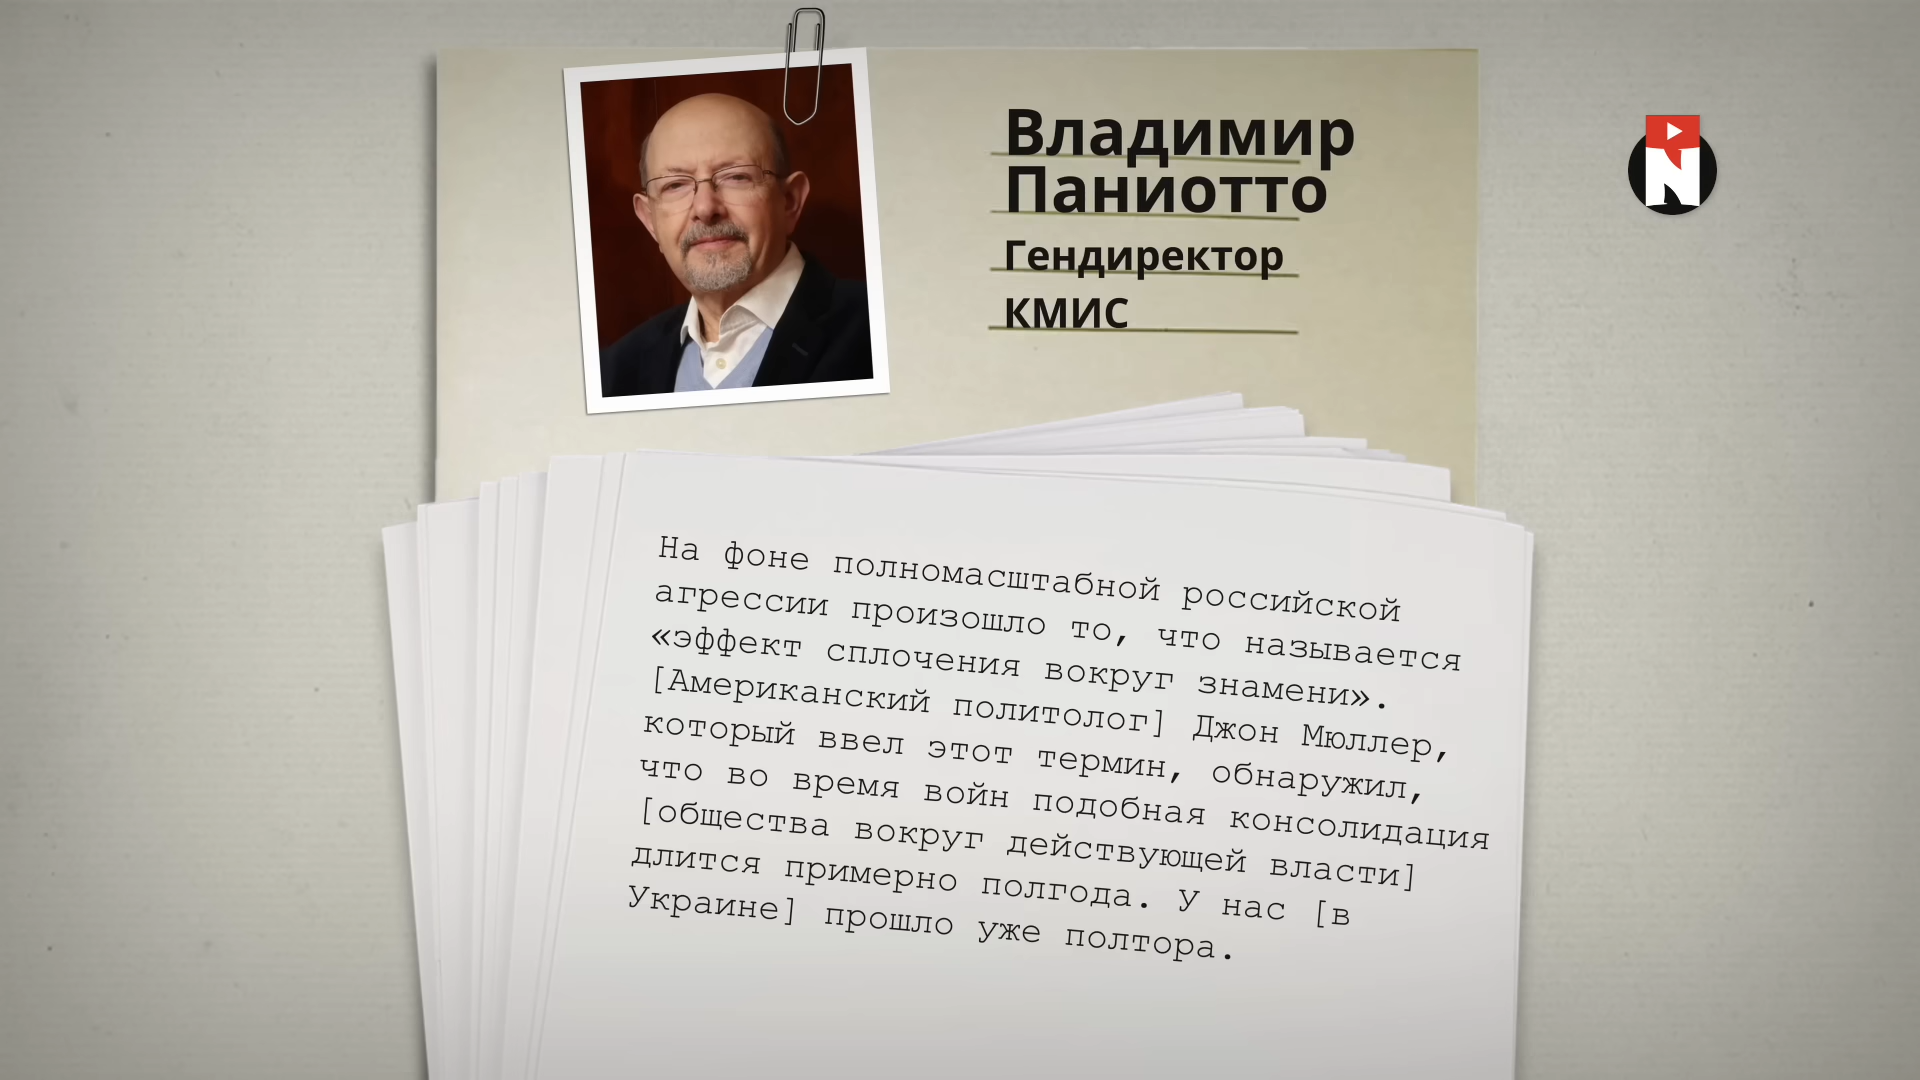 Владимир
Паниотто
Гендиректор
КМИС
N
На фоне полномасштабной российской
агрессии произошло то, что называется
«эффект сплочения вокруг знамени».
[Американский политолог] Джон Мюллер,
который ввел этот термин, обнаружил,
что во время войн подобная консолидация
[общества вокруг действующей власти]
длится примерно полгода. У нас [в
Украине] прошло уже полтора.